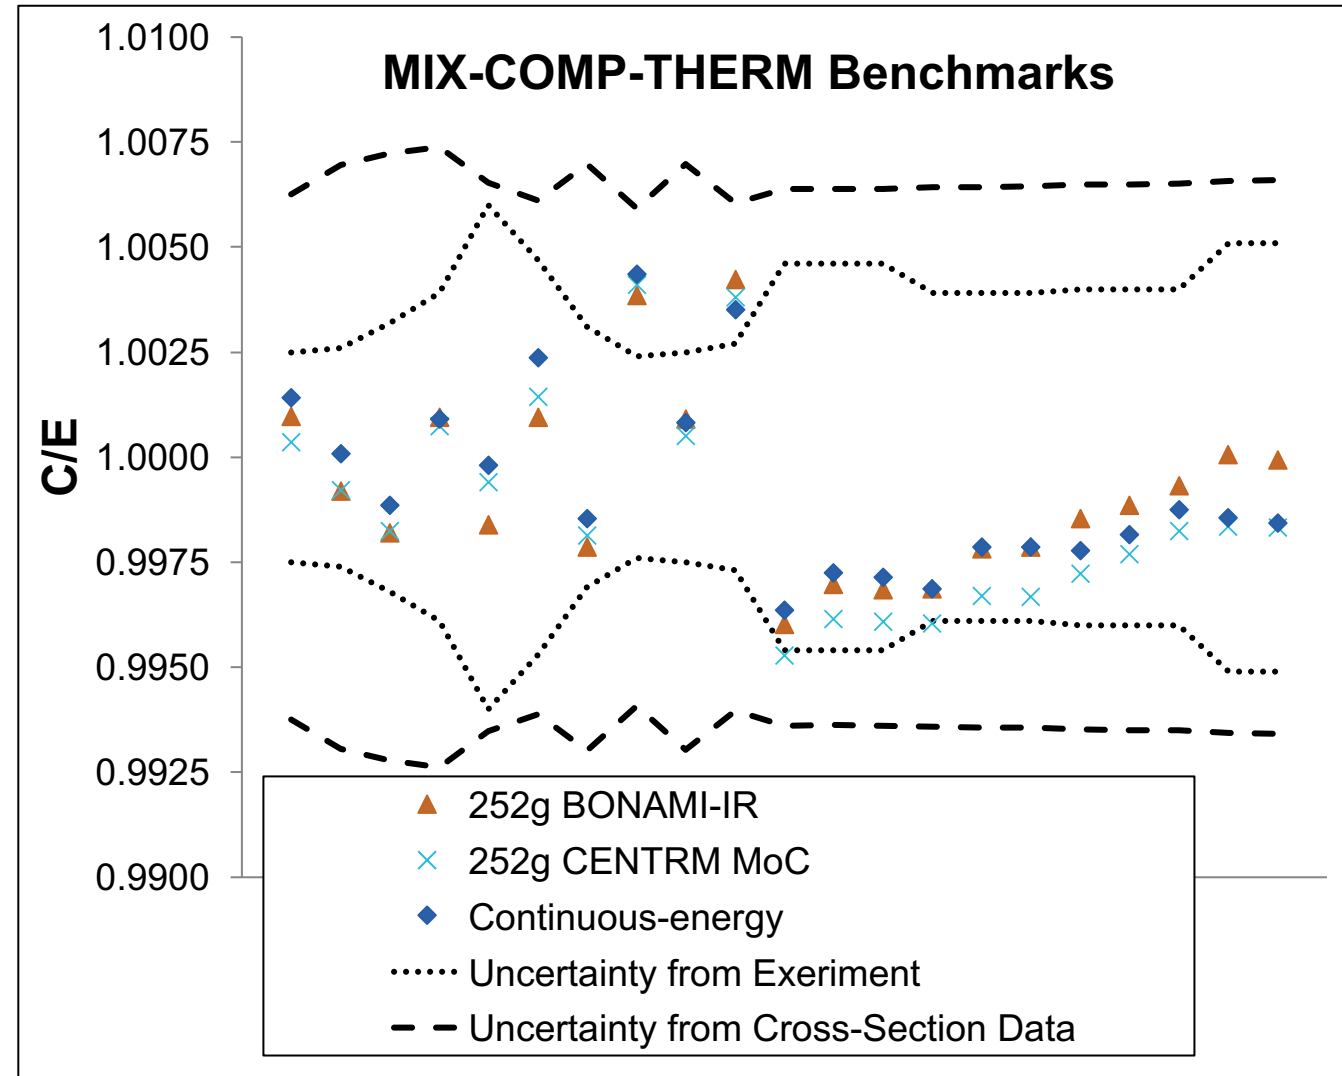 MIX-COMP-THERM Benchmarks
C/E
1.0100
1.0075
1.0050
1.0025
1.0000
0.9975
0.9950
0.9925
0.9900
252g BONAMI-IR
252g CENTRM MoC
Continuous-energy
Uncertainty from Exeriment
Uncertainty from Cross-Section Data